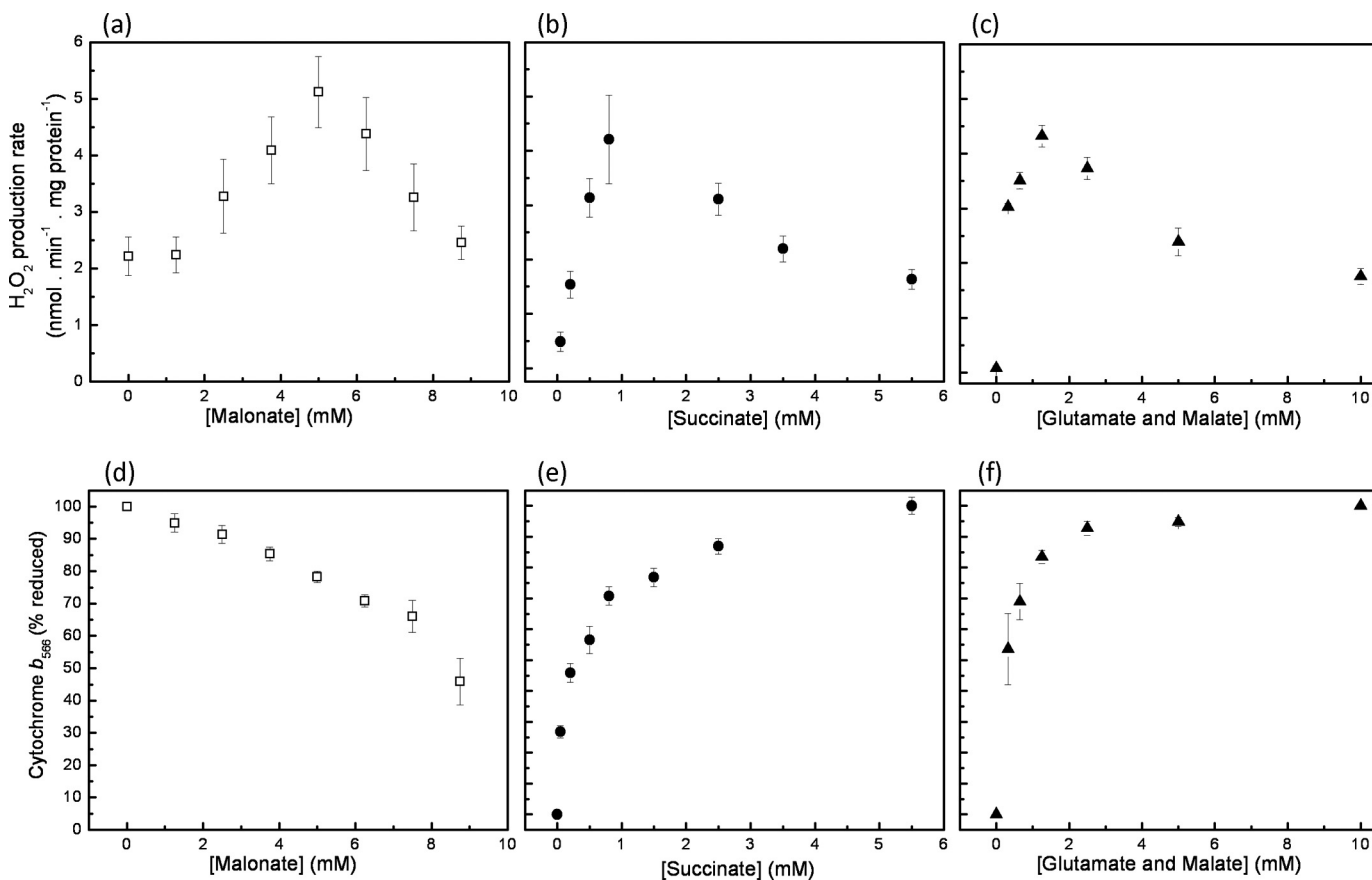 (a)
(b)
(c)
H₂O₂ production rate
(nmol . min⁻¹ . mg protein⁻¹)
6
5
4
3
2
1
0
0 2 4 6 8 10
[Malonate] (mM)
0 1 2 3 4 5 6
[Succinate] (mM)
0 2 4 6 8 10
[Glutamate and Malate] (mM)
(d)
(e)
(f)
Cytochrome b₅₆₆ (% reduced)
100
90
80
70
60
50
40
30
20
10
0
0 2 4 6 8 10
[Malonate] (mM)
0 1 2 3 4 5 6
[Succinate] (mM)
0 2 4 6 8 10
[Glutamate and Malate] (mM)